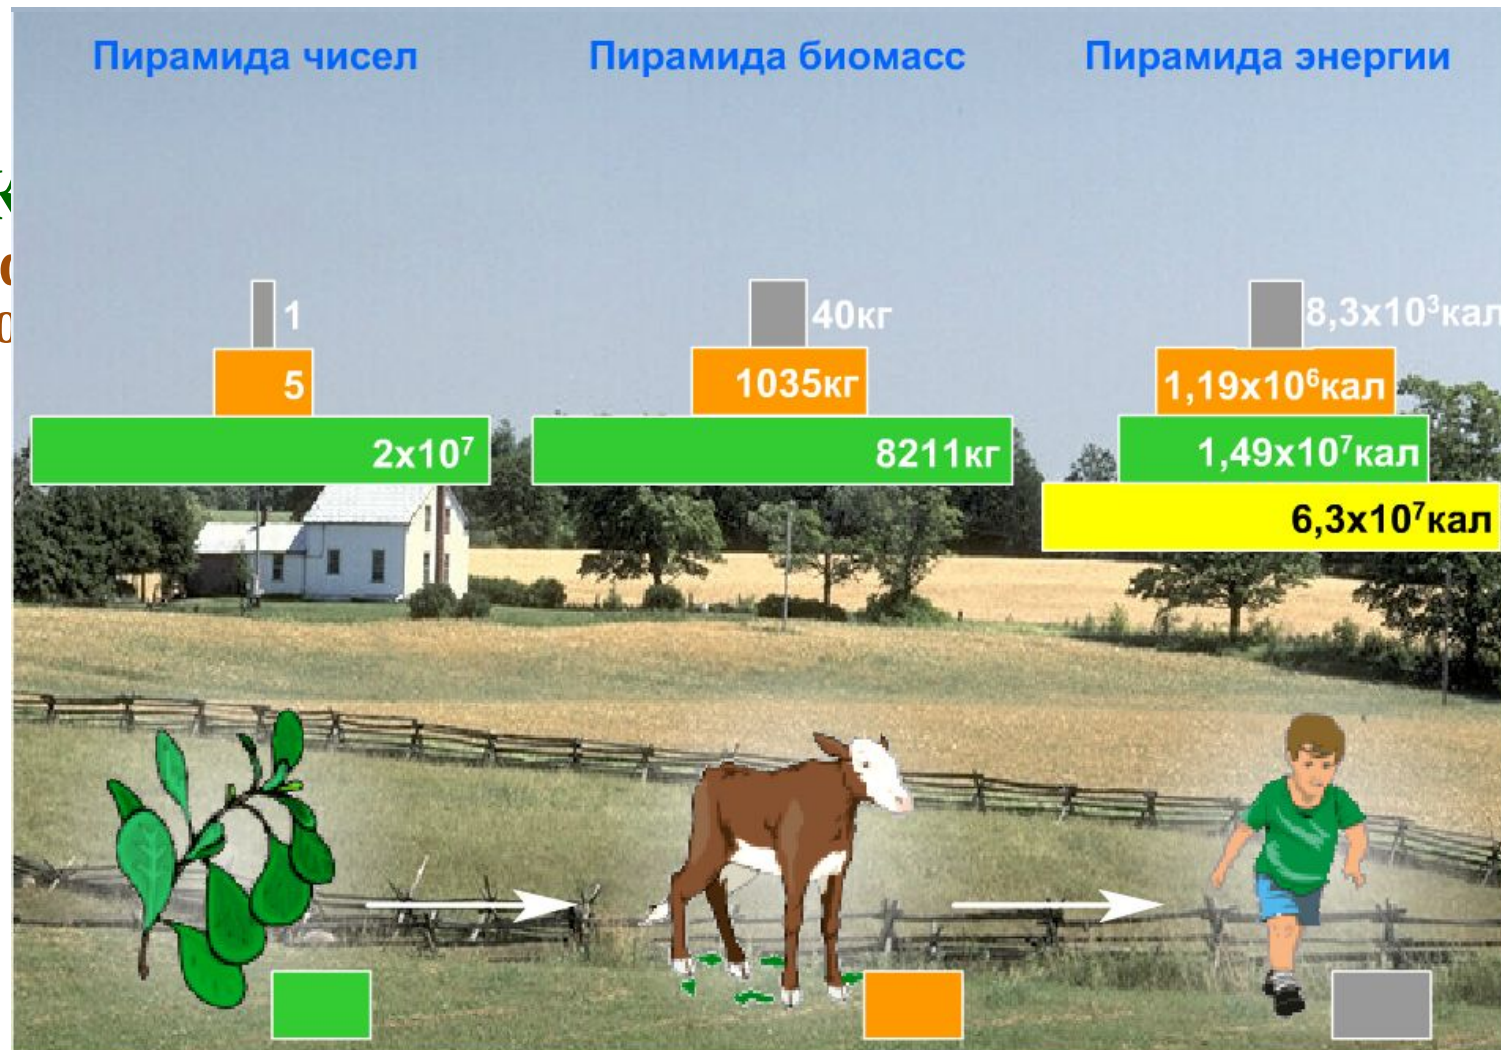 Пирамида чисел
1
5
2x10⁷
Пирамида биомасс
40кг
1035кг
8211кг
Пирамида энергии
8,3x10³кал
1,19x10⁶кал
1,49x10⁷кал
6,3x10⁷кал